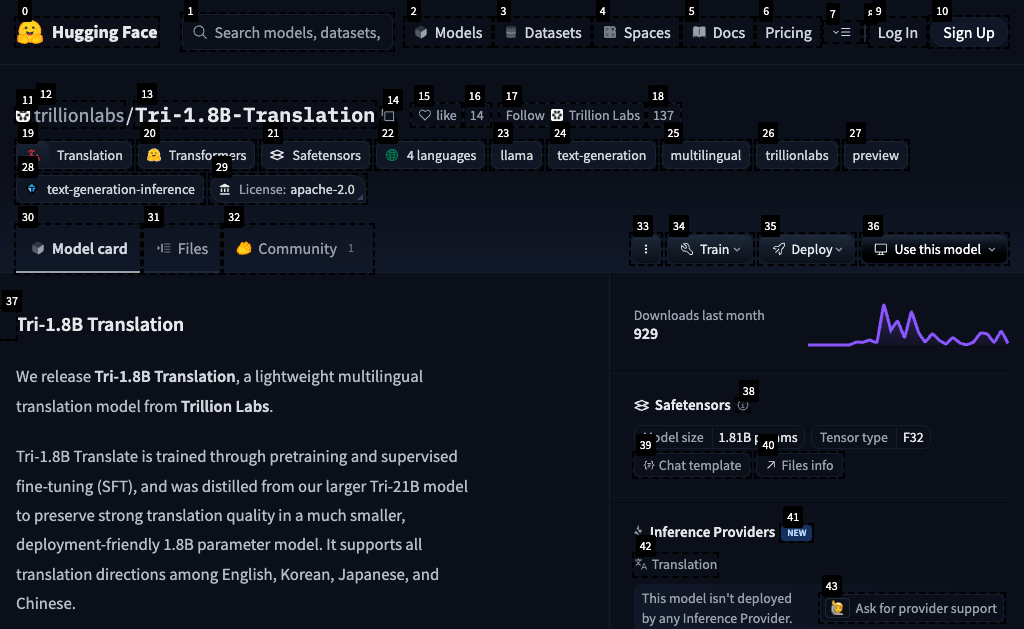 0 1 2 3 4 5 6 7 9 10
Hugging Face Search models, datasets, Models Datasets Spaces Docs Pricing Log In Sign Up
11 12 13 14 15 16 17 18
trillionlabs/Tri-1.8B-Translation like 14 Follow Trillion Labs 137
19 20 21 22 23 24 25 26 27
Translation Transformers Safetensors 4 languages llama text-generation multilingual trillionlabs preview
28 29
text-generation-inference License: apache-2.0
30 31 32 33 34 35 36
Model card Files Community 1 Train Deploy Use this model
37
Tri-1.8B Translation
We release Tri-1.8B Translation, a lightweight multilingual
translation model from Trillion Labs.
Tri-1.8B Translate is trained through pretraining and supervised
fine-tuning (SFT), and was distilled from our larger Tri-21B model
to preserve strong translation quality in a much smaller,
deployment-friendly 1.8B parameter model. It supports all
translation directions among English, Korean, Japanese, and
Chinese.
Downloads last month
929
38
Safetensors
Model size 1.81B params Tensor type F32
39 40
Chat template Files info
41
Inference Providers NEW
42
Translation
43
This model isn't deployed
by any Inference Provider.
Ask for provider support